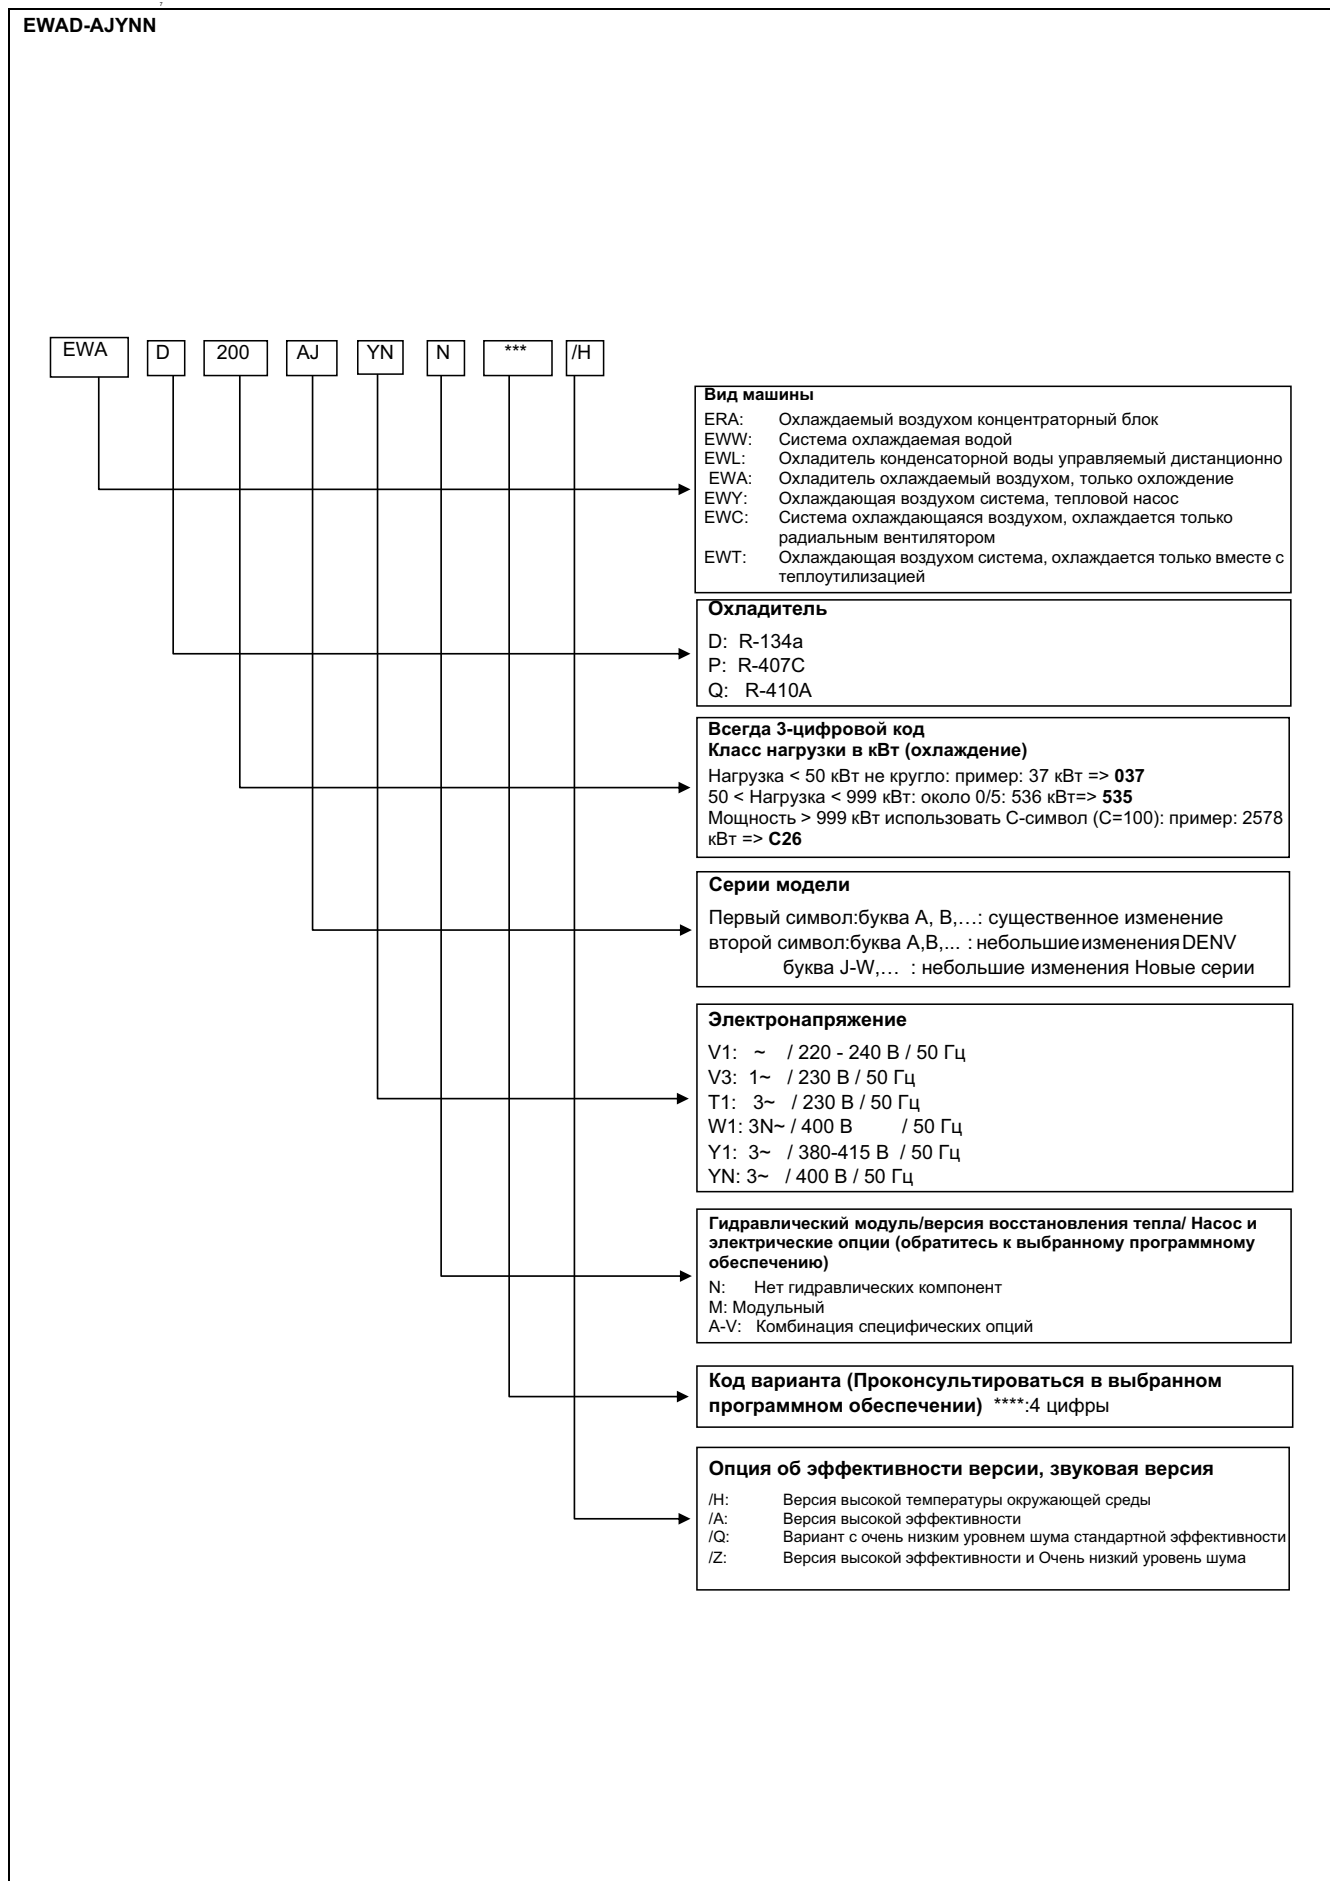 7
EWAD-AJYNN
EWA D 200 AJ YN N *** /H
Вид машины
ERA: Охлаждаемый воздухом концентраторный блок
EWW: Система охлаждаемая водой
EWL: Охладитель конденсаторной воды управляемый дистанционно
EWA: Охладитель охлаждаемый воздухом, только охлождение
EWY: Охлаждающая воздухом система, тепловой насос
EWC: Система охлаждающаяся воздухом, охлаждается только
радиальным вентилятором
EWT: Охлаждающая воздухом система, охлаждается только вместе с
теплоутилизацией
Охладитель
D: R-134a
P: R-407C
Q: R-410A
Всегда 3-цифровой код
Класс нагрузки в кВт (охлаждение)
Нагрузка < 50 кВт не кругло: пример: 37 кВт => 037
50 < Нагрузка < 999 кВт: около 0/5: 536 кВт=> 535
Мощность > 999 кВт использовать С-символ (С=100): пример: 2578
кВт => C26
Серии модели
Первый символ:буква А, В,…: существенное изменение
второй символ:буква А,В,... : небольшие изменения DENV
буква J-W,… : небольшие изменения Новые серии
Электронапряжение
V1: ~ / 220 - 240 В / 50 Гц
V3: 1~ / 230 В / 50 Гц
T1: 3~ / 230 В / 50 Гц
W1: 3N~ / 400 В / 50 Гц
Y1: 3~ / 380-415 В / 50 Гц
YN: 3~ / 400 В / 50 Гц
Гидравлический модуль/версия восстановления тепла/ Насос и
электрические опции (обратитесь к выбранному программному
обеспечению)
N: Нет гидравлических компонент
M: Модульный
A-V: Комбинация специфических опций
Код варианта (Проконсультироваться в выбранном
программном обеспечении) ****:4 цифры
Опция об эффективности версии, звуковая версия
/H: Версия высокой температуры окружающей среды
/A: Версия высокой эффективности
/Q: Вариант с очень низким уровнем шума стандартной эффективности
/Z: Версия высокой эффективности и Очень низкий уровень шума